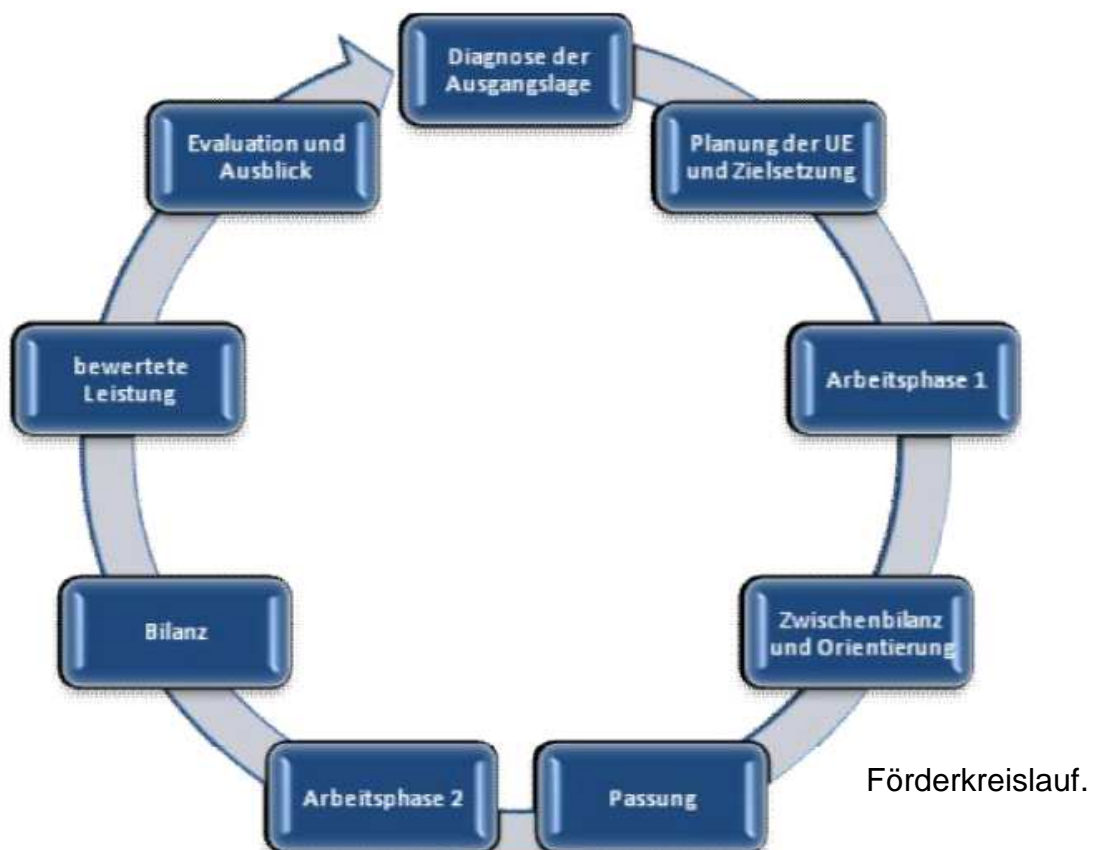 Diagnose der
Ausgangslage
Planung der UE
und Zielsetzung
Arbeitsphase 1
Zwischenbilanz
und Orientierung
Passung
Arbeitsphase 2
Bilanz
bewertete
Leistung
Evaluation und
Ausblick
Förderkreislauf.